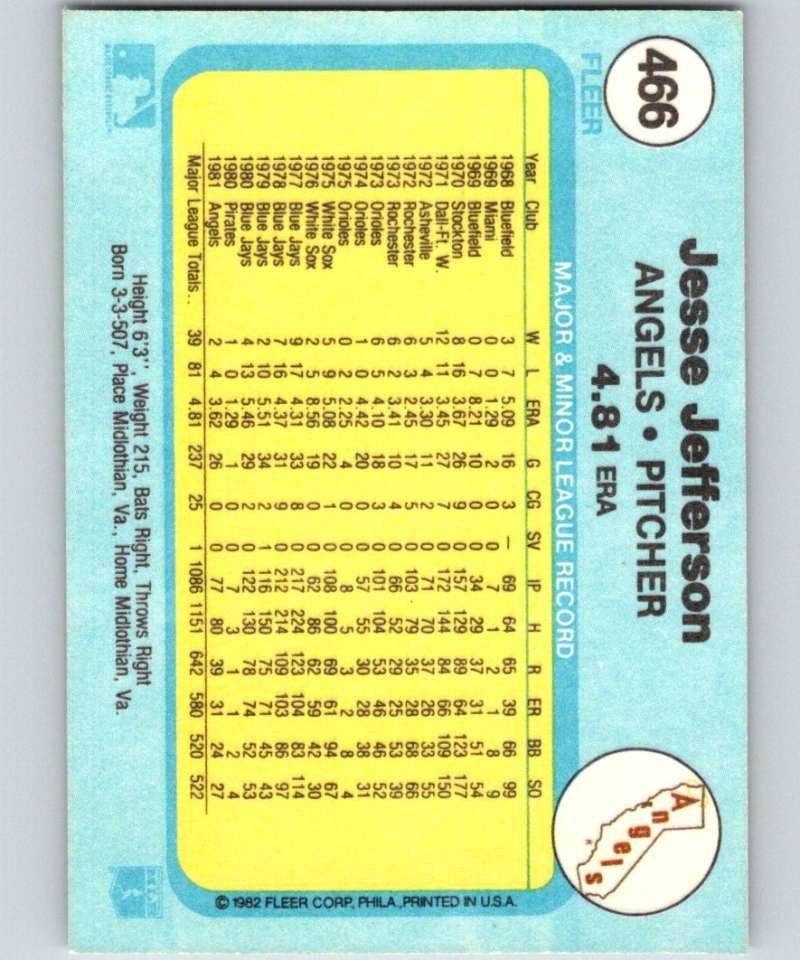 466
FLEER
Jesse Jefferson
ANGELS • PITCHER
4.81 ERA
Angels
MAJOR & MINOR LEAGUE RECORD
Year Club W L ERA G CG SV IP H R ER BB SO
1968 Bluefield 3 7 5.09 16 3 — 69 64 65 39 66 99
1969 Miami 0 0 1.29 2 0 0 7 1 2 1 8 9
1969 Bluefield 0 7 8.21 10 0 0 34 29 37 31 51 54
1970 Stockton 8 16 3.67 26 9 0 157 129 89 64 123 177
1971 Dall-Ft. W. 12 11 3.45 27 7 0 172 144 84 66 109 150
1972 Asheville 5 4 3.30 11 2 0 71 70 37 26 33 55
1972 Rochester 6 3 2.45 17 5 0 103 79 35 28 68 66
1973 Rochester 6 2 3.41 10 4 0 66 52 29 25 53 39
1973 Orioles 6 5 4.10 18 3 0 101 104 53 46 46 52
1974 Orioles 1 0 4.42 20 0 0 57 55 30 28 38 31
1975 Orioles 0 2 2.25 4 0 0 8 5 3 2 8 4
1975 White Sox 5 9 5.08 22 1 0 108 100 69 61 94 67
1976 White Sox 2 5 8.56 19 0 0 62 86 62 59 42 30
1977 Blue Jays 9 17 4.31 33 8 0 217 224 123 104 83 114
1978 Blue Jays 7 16 4.37 31 9 0 212 214 109 103 86 97
1979 Blue Jays 2 10 5.51 34 2 1 116 150 75 71 45 43
1980 Blue Jays 4 13 5.46 29 2 0 122 130 78 74 52 53
1980 Pirates 1 0 1.29 1 0 0 7 3 1 1 2 4
1981 Angels 2 4 3.62 26 0 0 77 80 39 31 24 27
Major League Totals . . 39 81 4.81 237 25 1 1086 1151 642 580 520 522
© 1982 FLEER CORP., PHILA., PRINTED IN U.S.A.
Height 6'3", Weight 215, Bats Right, Throws Right
Born 3-3-507, Place Midlothian, Va., Home Midlothian, Va.